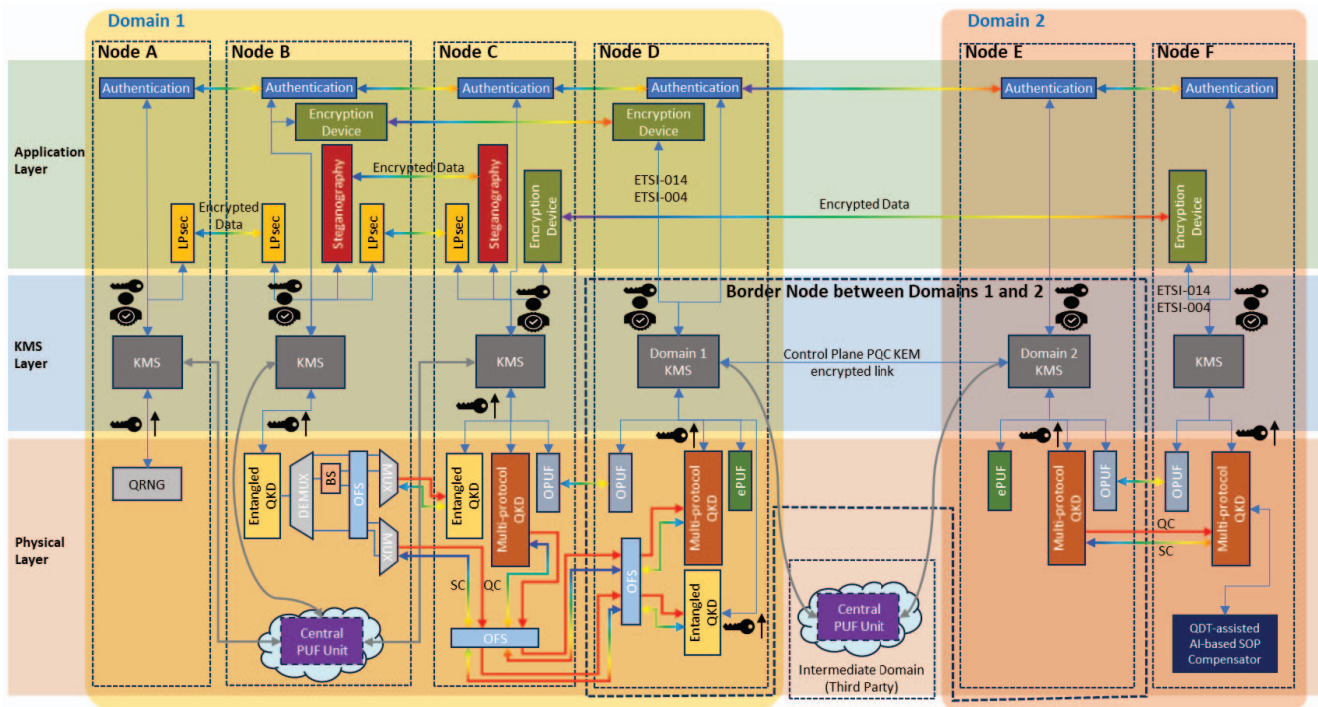 Domain 1
Domain 2
Node A
Node B
Node C
Node D
Node E
Node F
Application
Layer
Authentication
Authentication
Authentication
Authentication
Authentication
Authentication
Encryption
Device
Encryption
Device
Steganography
Encrypted Data
Steganography
ETSI-014
ETSI-004
Encryption
Device
Encrypted Data
Encryption
Device
LPsec
Encrypted
Data
LPsec
LPsec
LPsec
KMS
Layer
Border Node between Domains 1 and 2
ETSI-014
ETSI-004
KMS
KMS
KMS
Domain 1
KMS
Control Plane PQC KEM
encrypted link
Domain 2
KMS
KMS
Physical
Layer
QRNG
Entangled
QKD
DEMUX
BS
OFS
MUX
MUX
Entangled
QKD
Multi-protocol
QKD
OPUF
OPUF
Multi-protocol
QKD
ePUF
ePUF
Multi-protocol
QKD
OPUF
OPUF
Multi-protocol
QKD
QC
SC
SC
QC
OFS
OFS
Entangled
QKD
Central
PUF Unit
Central
PUF Unit
Intermediate Domain
(Third Party)
QDT-assisted
AI-based SOP
Compensator